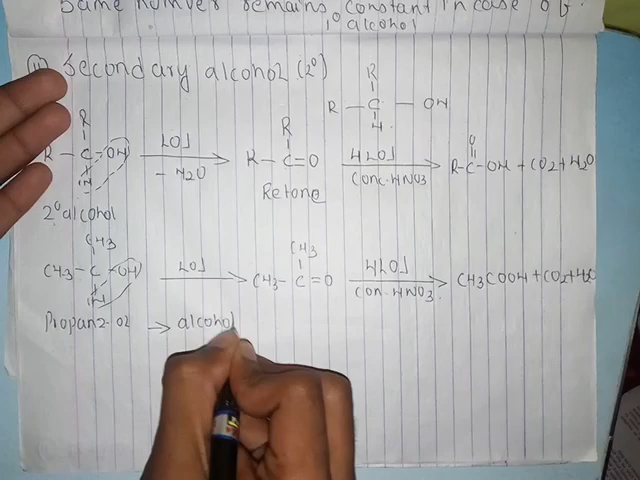 Same number remains constant in case of 1° alcohol
(ii) Secondary alcohol (2°)
R
R — C — OH
H
R
R — C — OH
H
[O]
- H2O
R
R — C = O
Ketone
4[O]
Conc. HNO3
O
R - C - OH + CO2 + H2O
2° alcohol
CH3
CH3 — C — OH
H
[O]
CH3
CH3 — C = O
4[O]
Con. HNO3
CH3COOH + CO2 + H2O
Propan 2-ol → alcohol